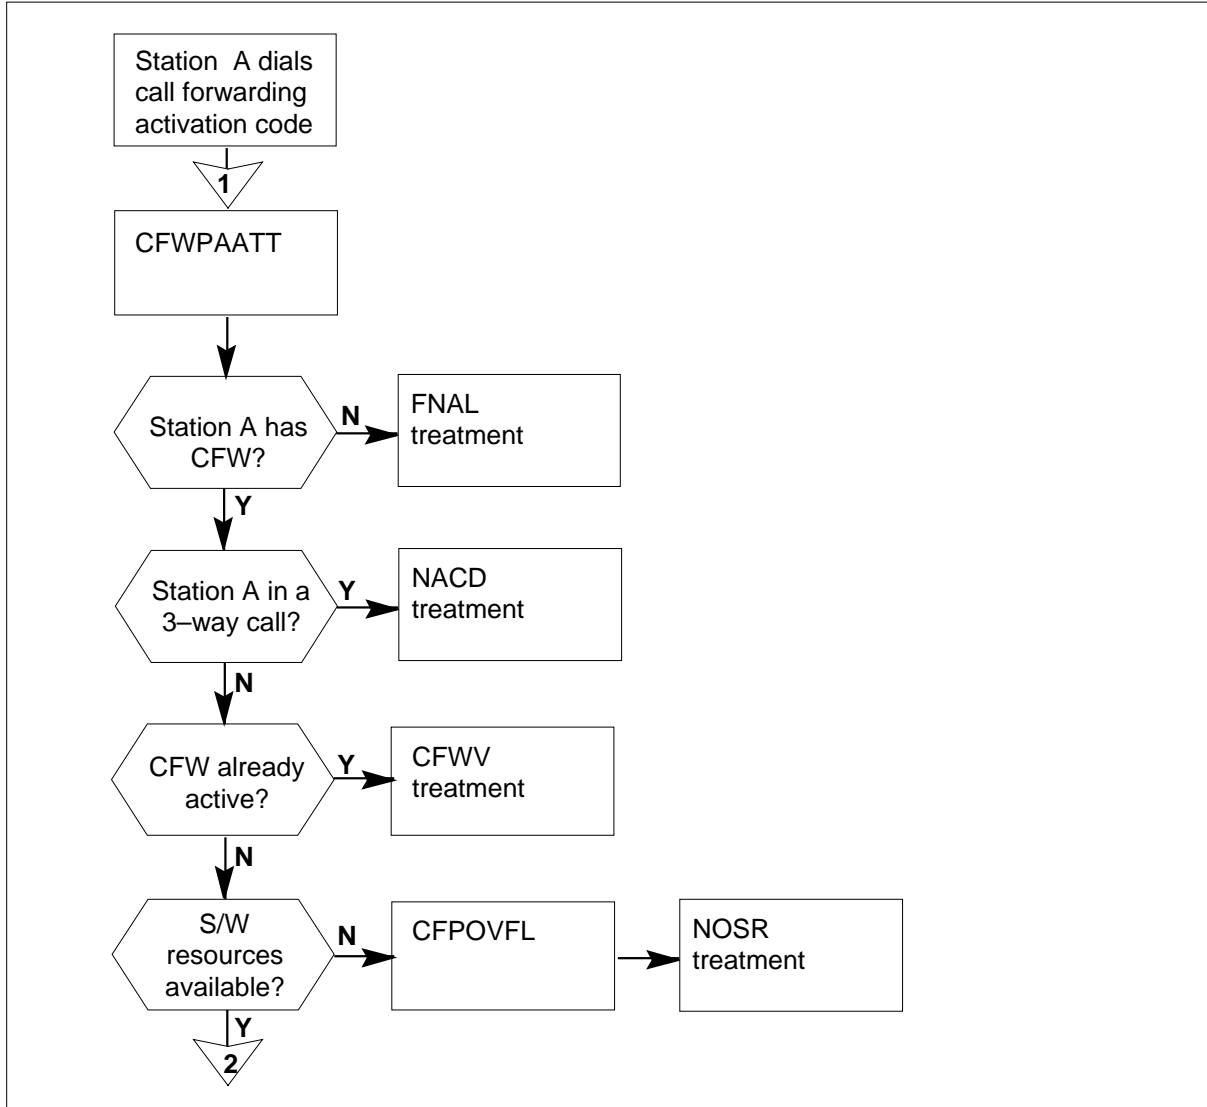 Station A dials
call forwarding
activation code
1
CFWPAATT
Station A has
CFW?
N
FNAL
treatment
Y
Station A in a
3–way call?
Y
NACD
treatment
N
CFW already
active?
Y
CFWV
treatment
N
S/W
resources
available?
N
CFPOVFL
NOSR
treatment
Y
2